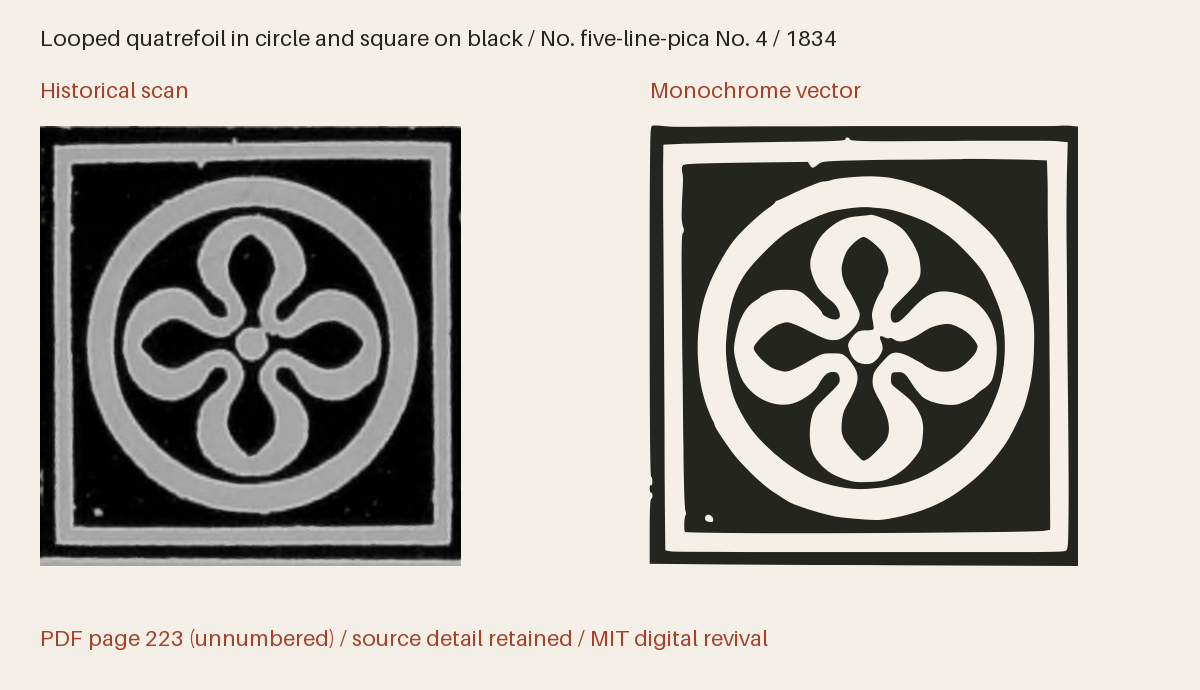 Looped quatrefoil in circle and square on black / No. five-line-pica No. 4 / 1834
Historical scan
Monochrome vector
PDF page 223 (unnumbered) / source detail retained / MIT digital revival